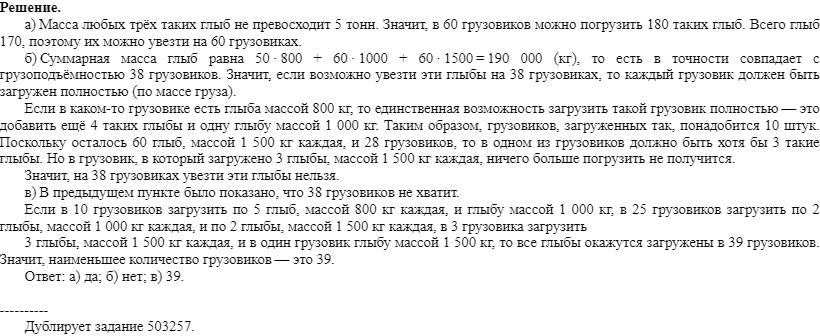 Решение.
а) Масса любых трёх таких глыб не превосходит 5 тонн. Значит, в 60 грузовиков можно погрузить 180 таких глыб. Всего глыб
170, поэтому их можно увезти на 60 грузовиках.
б) Суммарная масса глыб равна 50 · 800 + 60 · 1000 + 60 · 1500 = 190 000 (кг), то есть в точности совпадает с
грузоподъёмностью 38 грузовиков. Значит, если возможно увезти эти глыбы на 38 грузовиках, то каждый грузовик должен быть
загружен полностью (по массе груза).
Если в каком-то грузовике есть глыба массой 800 кг, то единственная возможность загрузить такой грузовик полностью — это
добавить ещё 4 таких глыбы и одну глыбу массой 1 000 кг. Таким образом, грузовиков, загруженных так, понадобится 10 штук.
Поскольку осталось 60 глыб, массой 1 500 кг каждая, и 28 грузовиков, то в одном из грузовиков должно быть хотя бы 3 такие
глыбы. Но в грузовик, в который загружено 3 глыбы, массой 1 500 кг каждая, ничего больше погрузить не получится.
Значит, на 38 грузовиках увезти эти глыбы нельзя.
в) В предыдущем пункте было показано, что 38 грузовиков не хватит.
Если в 10 грузовиков загрузить по 5 глыб, массой 800 кг каждая, и глыбу массой 1 000 кг, в 25 грузовиков загрузить по 2
глыбы, массой 1 000 кг каждая, и по 2 глыбы, массой 1 500 кг каждая, в 3 грузовика загрузить
3 глыбы, массой 1 500 кг каждая, и в один грузовик глыбу массой 1 500 кг, то все глыбы окажутся загружены в 39 грузовиков.
Значит, наименьшее количество грузовиков — это 39.
Ответ: а) да; б) нет; в) 39.
----------
Дублирует задание 503257.